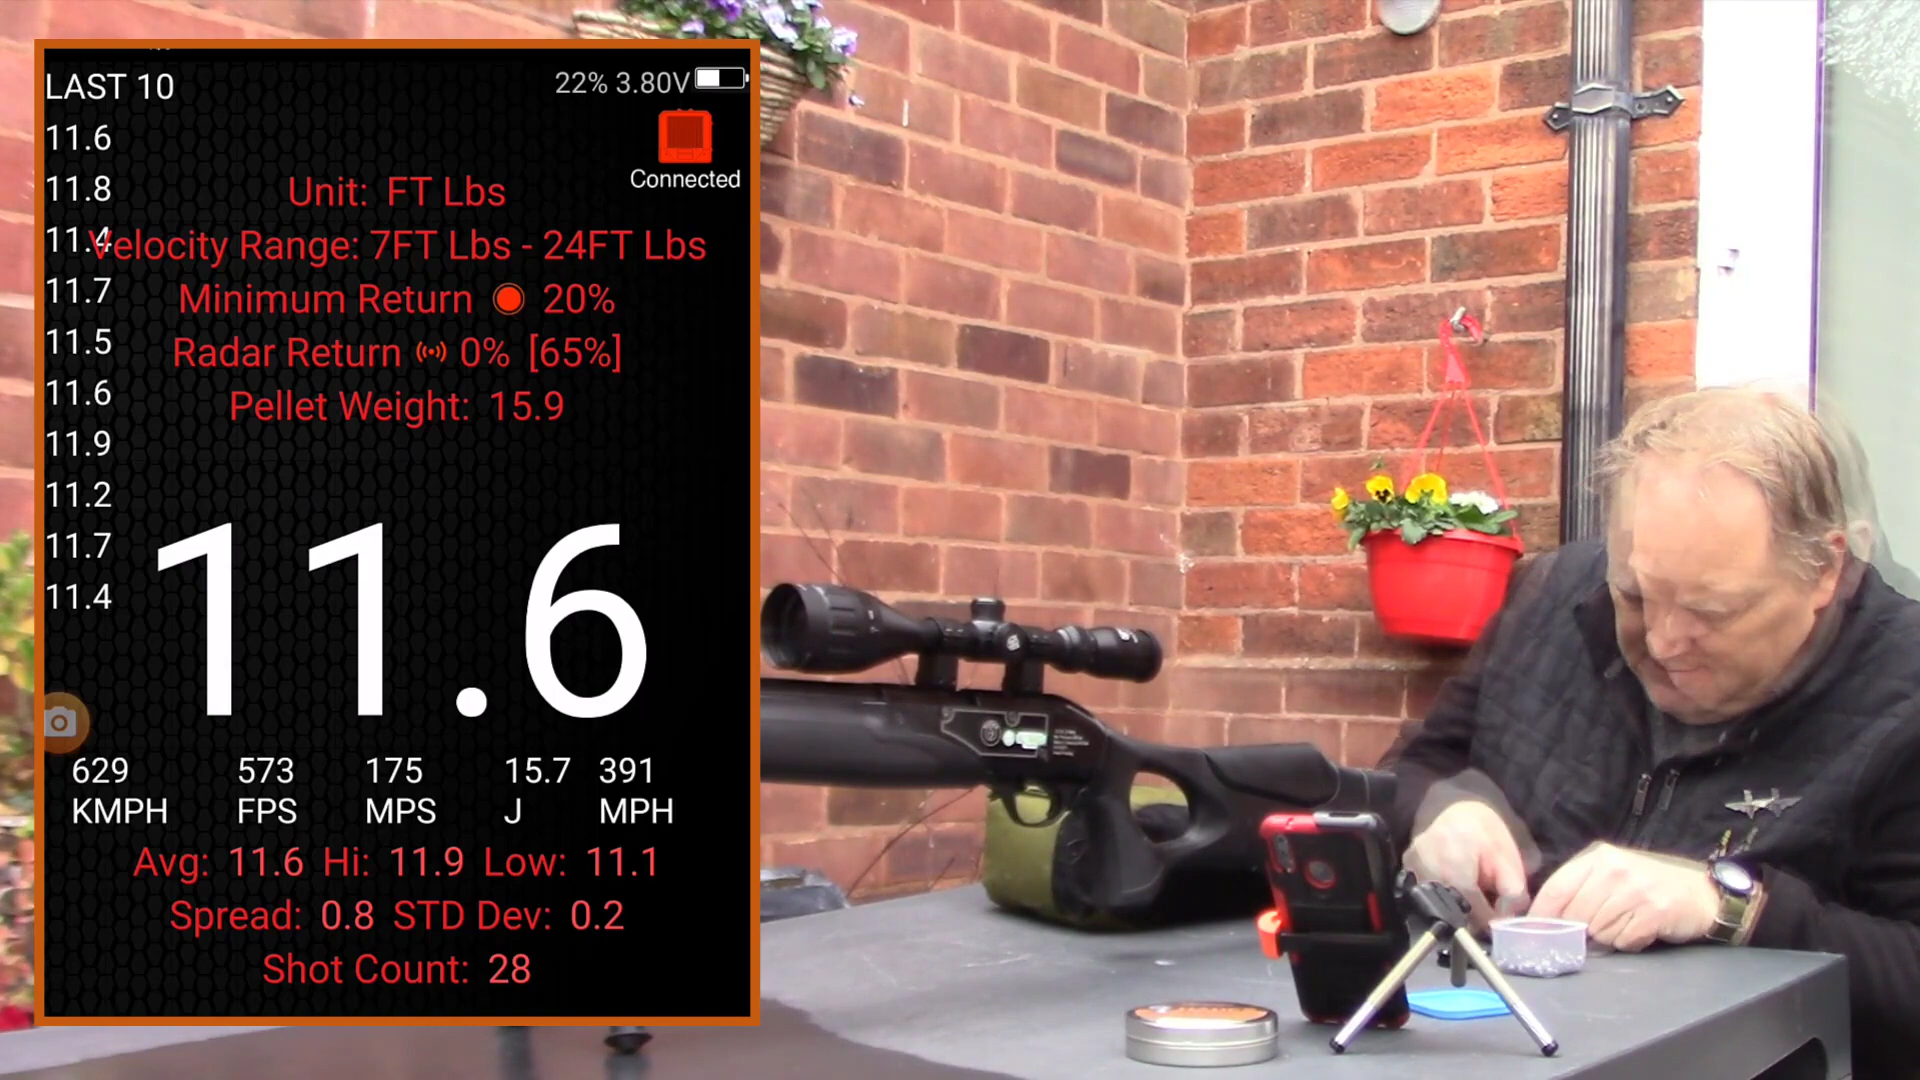 LAST 10
22% 3.80V
11.6
Connected
11.8
Unit: FT Lbs
11.4
Velocity Range: 7FT Lbs - 24FT Lbs
11.7
Minimum Return 20%
11.5
Radar Return 0% [65%]
11.6
Pellet Weight: 15.9
11.9
11.2
11.7
11.4
11.6
629 573 175 15.7 391
KMPH FPS MPS J MPH
Avg: 11.6 Hi: 11.9 Low: 11.1
Spread: 0.8 STD Dev: 0.2
Shot Count: 28